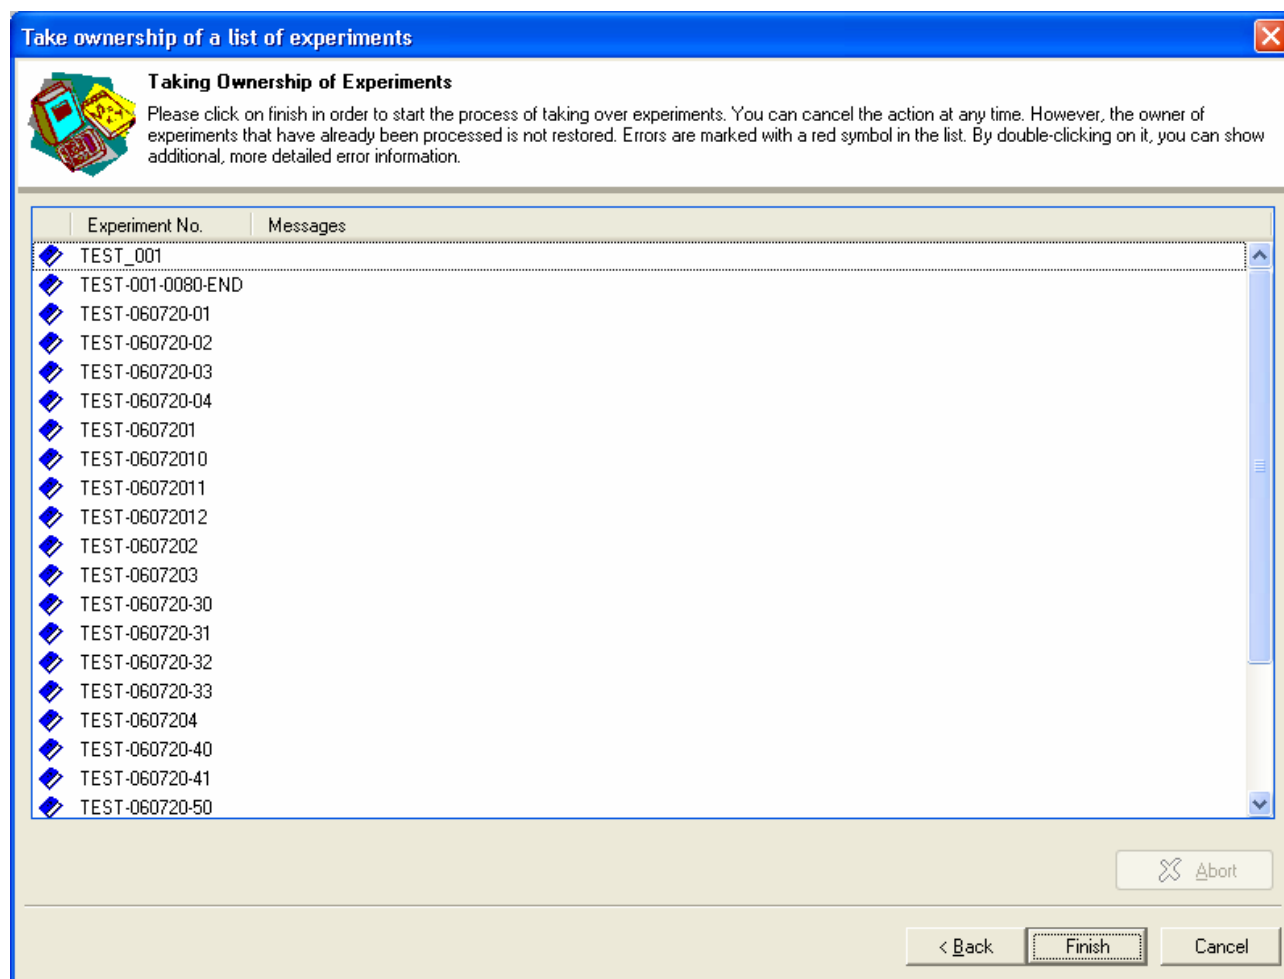 Take ownership of a list of experiments
Taking Ownership of Experiments
Please click on finish in order to start the process of taking over experiments. You can cancel the action at any time. However, the owner of
experiments that have already been processed is not restored. Errors are marked with a red symbol in the list. By double-clicking on it, you can show
additional, more detailed error information.
Experiment No. Messages
TEST_001
TEST-001-0080-END
TEST-060720-01
TEST-060720-02
TEST-060720-03
TEST-060720-04
TEST-0607201
TEST-06072010
TEST-06072011
TEST-06072012
TEST-0607202
TEST-0607203
TEST-060720-30
TEST-060720-31
TEST-060720-32
TEST-060720-33
TEST-0607204
TEST-060720-40
TEST-060720-41
TEST-060720-50
Abort
< Back Finish Cancel